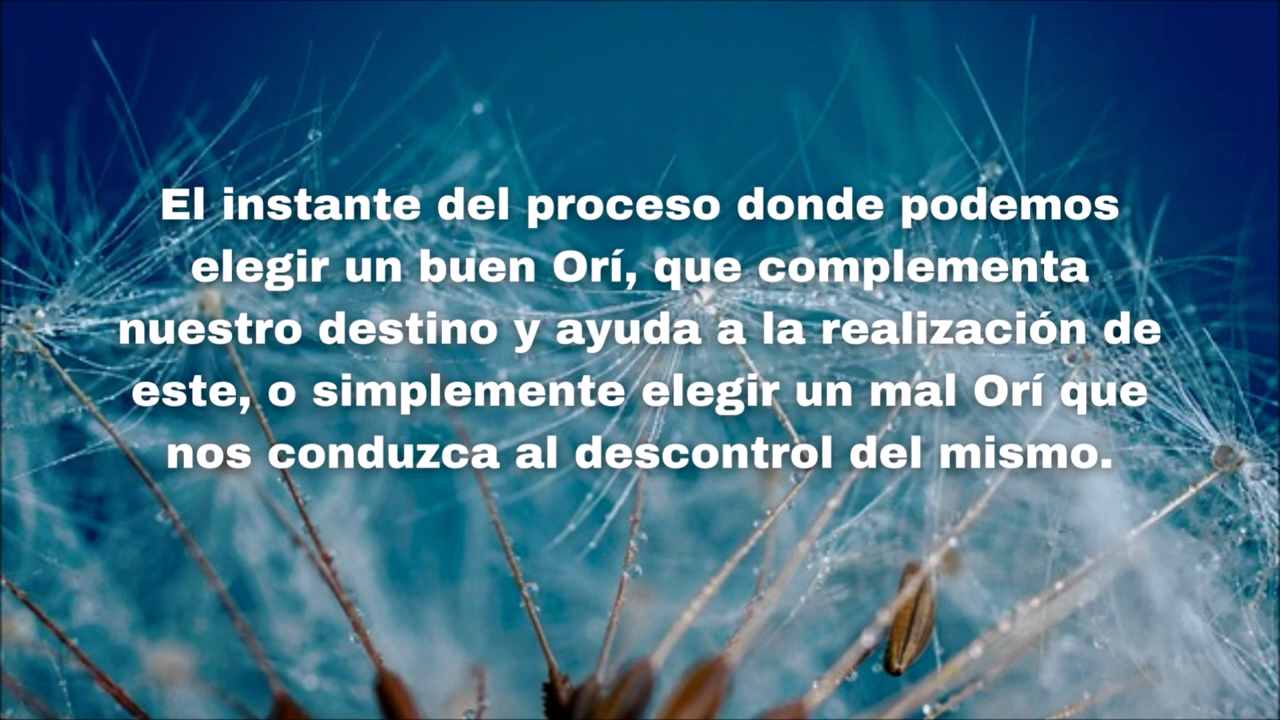 El instante del proceso donde podemos
elegir un buen Orí, que complementa
nuestro destino y ayuda a la realización de
este, o simplemente elegir un mal Orí que
nos conduzca al descontrol del mismo.